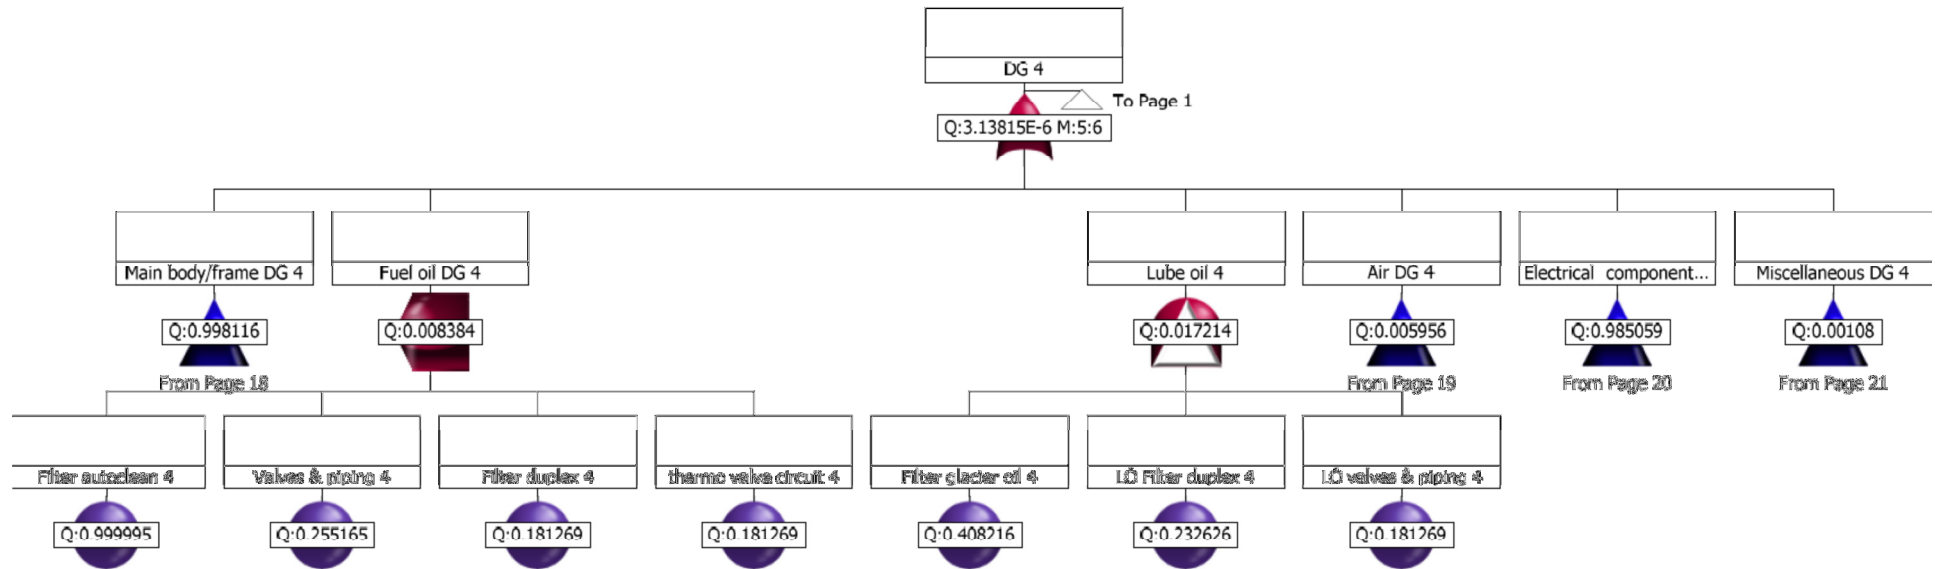 DG 4
To Page 1
Q:3.13815E-6 M:5:6
Main body/frame DG 4
Fuel oil DG 4
Lube oil 4
Air DG 4
Electrical component...
Miscellaneous DG 4
Q:0.998116
Q:0.008384
Q:0.017214
Q:0.005956
Q:0.985059
Q:0.00108
From Page 18
From Page 19
From Page 20
From Page 21
Filter autoclean 4
Valves & piping 4
Filter duplex 4
thermo valve circuit 4
Filter glacier oil 4
LO Filter duplex 4
LO valves & piping 4
Q:0.999995
Q:0.255165
Q:0.181269
Q:0.181269
Q:0.408216
Q:0.232626
Q:0.181269